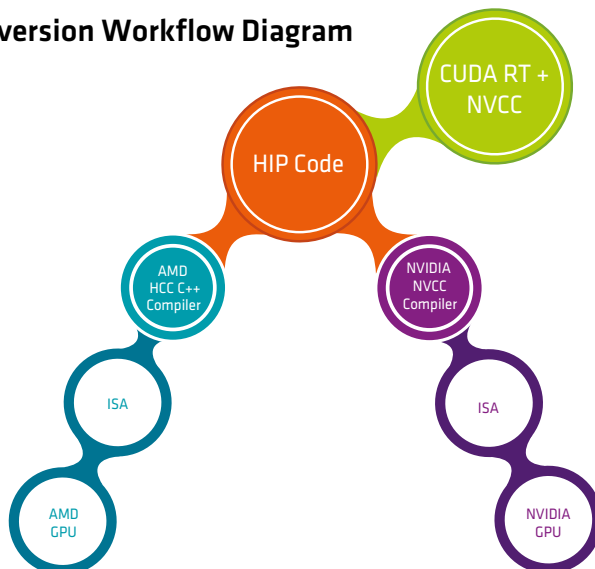 version Workflow Diagram
CUDA RT +
NVCC
HIP Code
AMD
HCC C++
Compiler
NVIDIA
NVCC
Compiler
ISA
ISA
AMD
GPU
NVIDIA
GPU